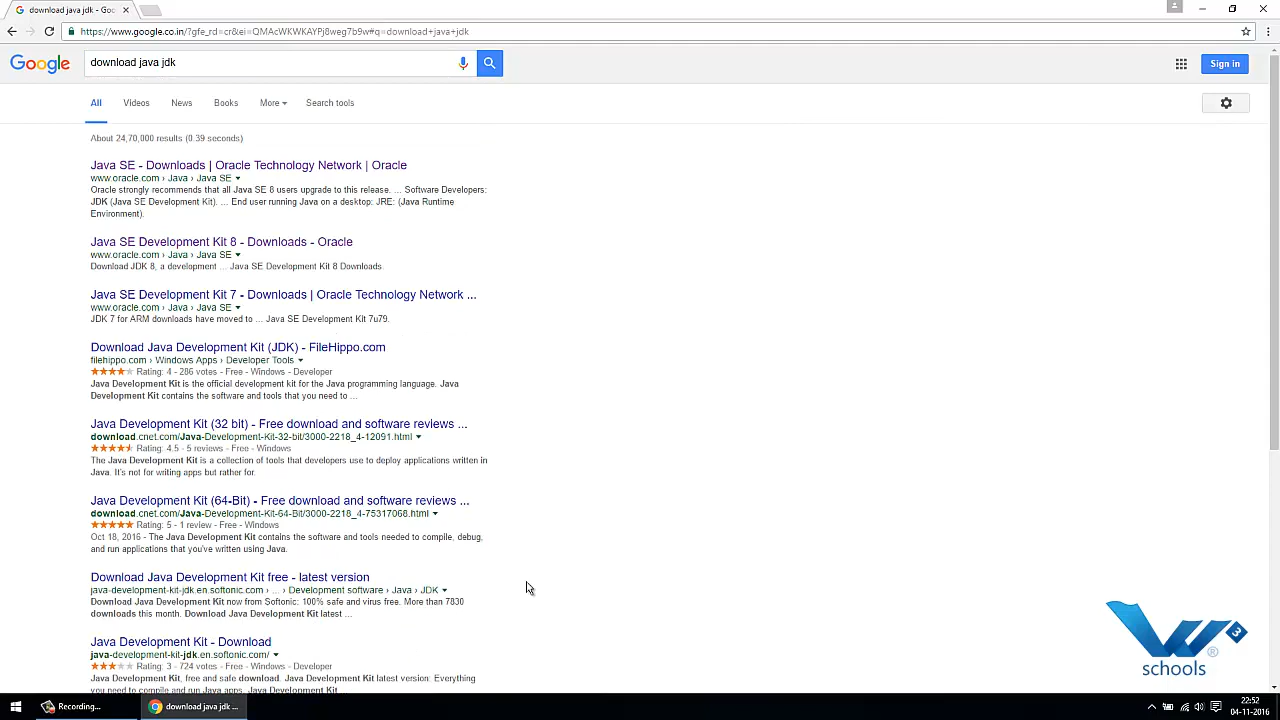 download java jdk - Goo
https://www.google.co.in/?gfe_rd=cr&ei=QMAcWKWKAYPj8weg7b9w#q=download+java+jdk
Google
download java jdk
Sign in
All Videos News Books More Search tools
About 24,70,000 results (0.39 seconds)
Java SE - Downloads | Oracle Technology Network | Oracle
www.oracle.com › Java › Java SE
Oracle strongly recommends that all Java SE 8 users upgrade to this release. ... Software Developers:
JDK (Java SE Development Kit). ... End user running Java on a desktop: JRE: (Java Runtime
Environment).
Java SE Development Kit 8 - Downloads - Oracle
www.oracle.com › Java › Java SE
Download JDK 8, a development ... Java SE Development Kit 8 Downloads.
Java SE Development Kit 7 - Downloads | Oracle Technology Network ...
www.oracle.com › Java › Java SE
JDK 7 for ARM downloads have moved to ... Java SE Development Kit 7u79.
Download Java Development Kit (JDK) - FileHippo.com
filehippo.com › Windows Apps › Developer Tools
Rating: 4 - 286 votes - Free - Windows - Developer
Java Development Kit is the official development kit for the Java programming language. Java
Development Kit contains the software and tools that you need to ...
Java Development Kit (32 bit) - Free download and software reviews ...
download.cnet.com/Java-Development-Kit-32-bit/3000-2218_4-12091.html
Rating: 4.5 - 5 reviews - Free - Windows
The Java Development Kit is a collection of tools that developers use to deploy applications written in
Java. It's not for writing apps but rather for.
Java Development Kit (64-Bit) - Free download and software reviews ...
download.cnet.com/Java-Development-Kit-64-Bit/3000-2218_4-75317068.html
Rating: 5 - 1 review - Free - Windows
Oct 18, 2016 - The Java Development Kit contains the software and tools needed to compile, debug,
and run applications that you've written using Java.
Download Java Development Kit free - latest version
java-development-kit-jdk.en.softonic.com › ... › Development software › Java › JDK
Download Java Development Kit now from Softonic: 100% safe and virus free. More than 7830
downloads this month. Download Java Development Kit latest ...
Java Development Kit - Download
java-development-kit-jdk.en.softonic.com/
Rating: 3 - 724 votes - Free - Windows - Developer
Java Development Kit, free and safe download. Java Development Kit latest version: Everything
you need to compile and run Java apps. Java Development Kit
W3
®
schools
Recording...
download java jdk ...
22:52
04-11-2016